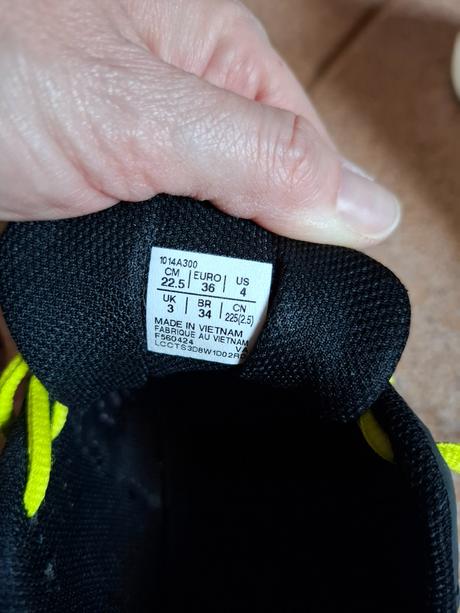 1014A300
CM EURO US
22.5 36 4
UK BR CN
3 34 225(2.5)
MADE IN VIETNAM
FABRIQUE AU VIETNAM
F560424 VA